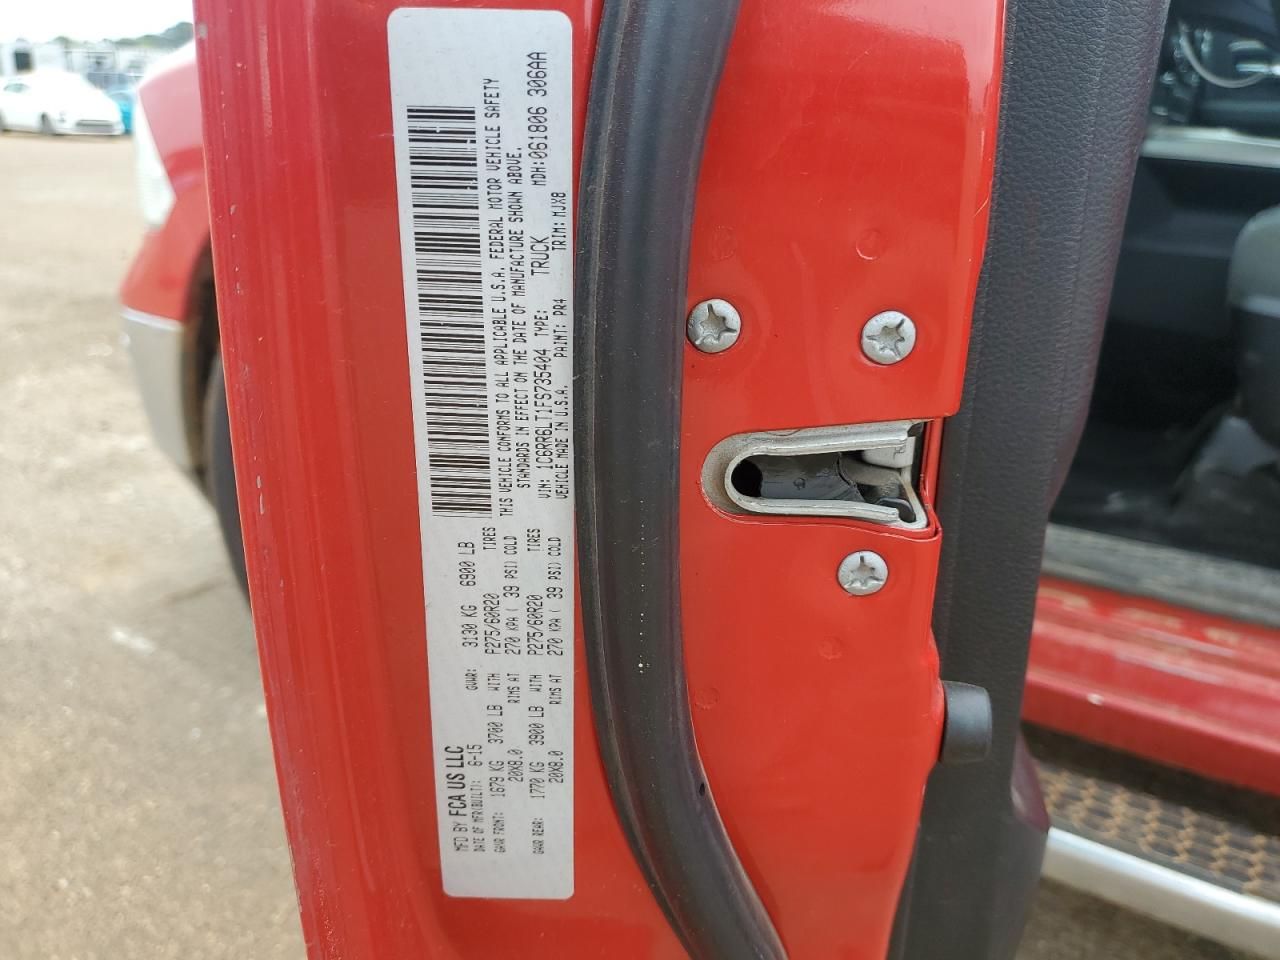 MFD BY FCA US LLC
DATE OF MFR(BUILT): 6-15 GVWR: 3130 KG 6900 LB
GAWR FRONT: 1679 KG 3700 LB WITH P275/60R20 TIRES
20X8.0 RIMS AT 270 KPA ( 39 PSI) COLD
GAWR REAR: 1770 KG 3900 LB WITH P275/60R20 TIRES
20X8.0 RIMS AT 270 KPA ( 39 PSI) COLD
THIS VEHICLE CONFORMS TO ALL APPLICABLE U.S.A. FEDERAL MOTOR VEHICLE SAFETY
STANDARDS IN EFFECT ON THE DATE OF MANUFACTURE SHOWN ABOVE.
VIN: 1C6RR6LT1FS735404 TYPE: TRUCK MDH:061806 306AA
VEHICLE MADE IN U.S.A. PAINT: PR4 TRIM: MJX8